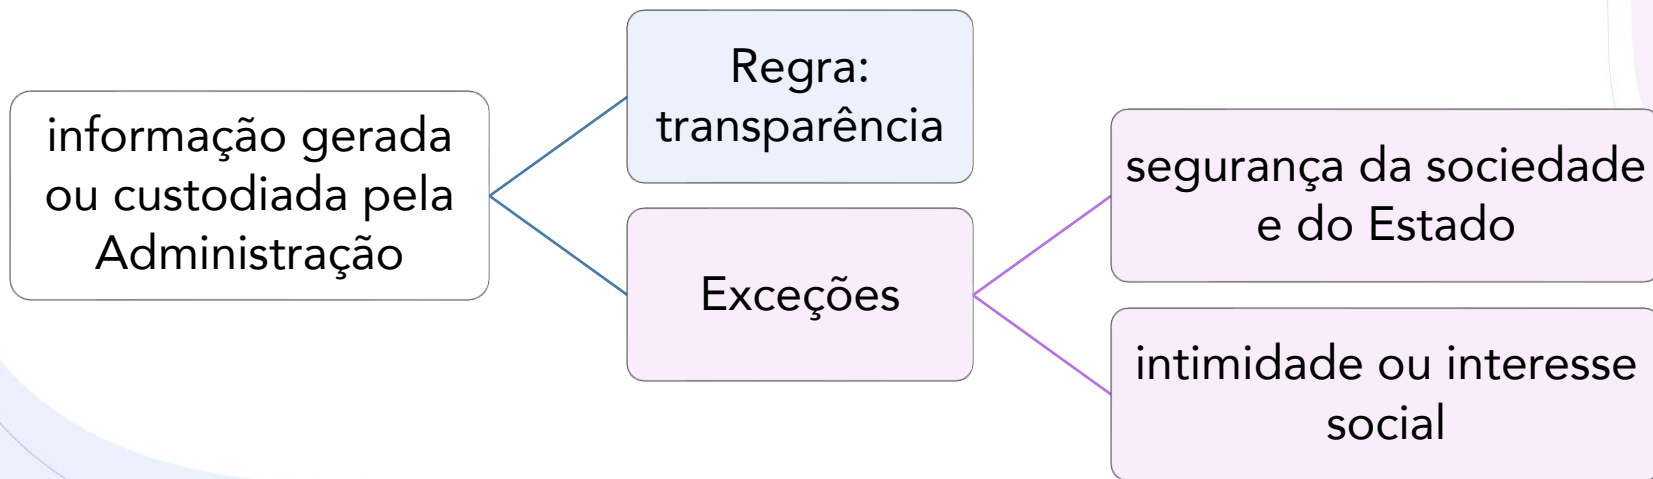 informação gerada
ou custodiada pela
Administração
Regra:
transparência
Exceções
segurança da sociedade
e do Estado
intimidade ou interesse
social